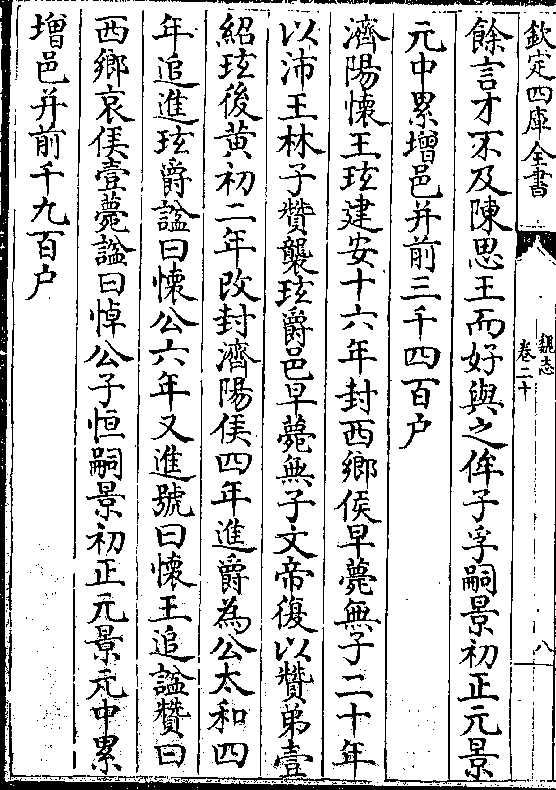 欽定四庫全書
魏志
卷二十
八
餘言才不及陳思王而好與之侔子孚嗣景初正元景
元中累增邑并前三千四百户
濟陽懷王玹建安十六年封西鄉侯早薨無子二十年
以沛王林子贊襲玹爵邑早薨無子文帝復以贊弟壹
紹玹後黄初二年改封濟陽侯四年進爵為公太和四
年追進玹爵諡曰懷公六年又進號曰懷王追諡贊曰
西鄉哀侯壹薨諡曰悼公子恒嗣景初正元景元中累
增邑并前千九百户